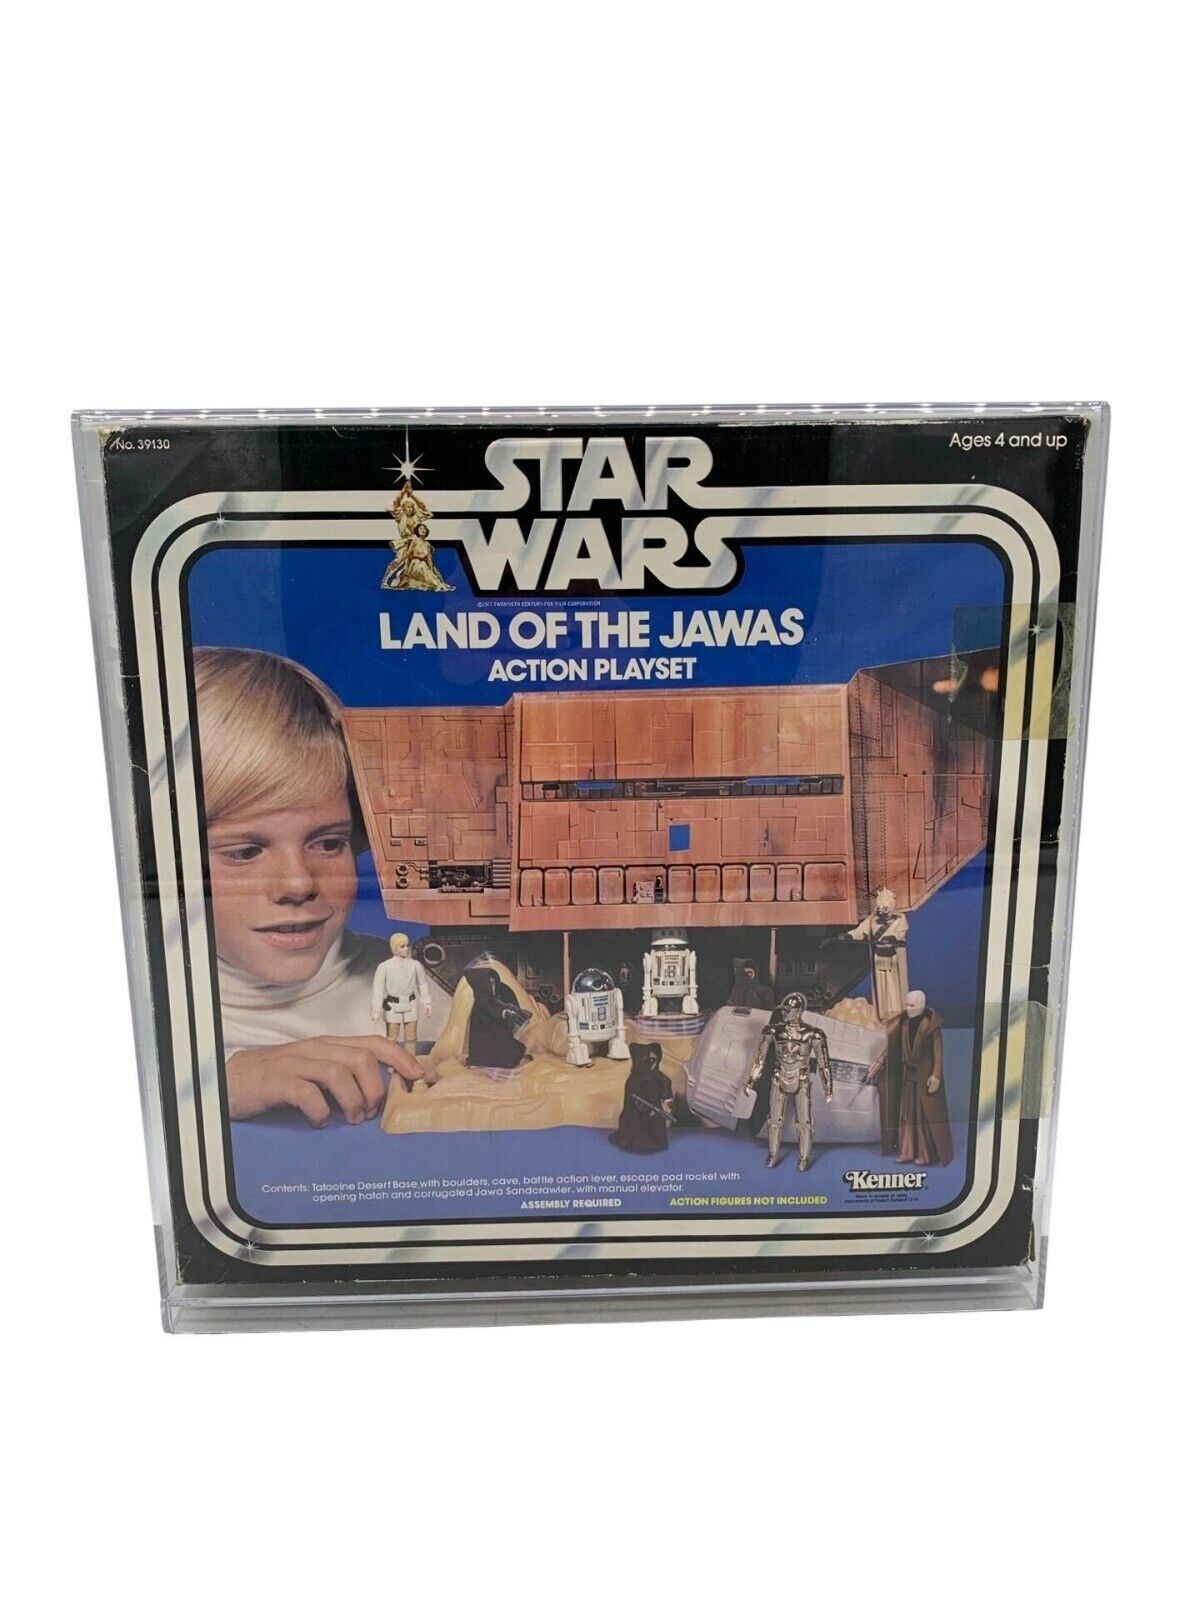 No. 39130
Ages 4 and up
STAR
WARS
©1977 TWENTIETH CENTURY-FOX FILM CORPORATION
LAND OF THE JAWAS
ACTION PLAYSET
Contents: Tatooine Desert Base with boulders, cave, battle action lever, escape pod rocket with
opening hatch and corrugated Jawa Sandcrawler, with manual elevator.
ASSEMBLY REQUIRED
ACTION FIGURES NOT INCLUDED
Kenner